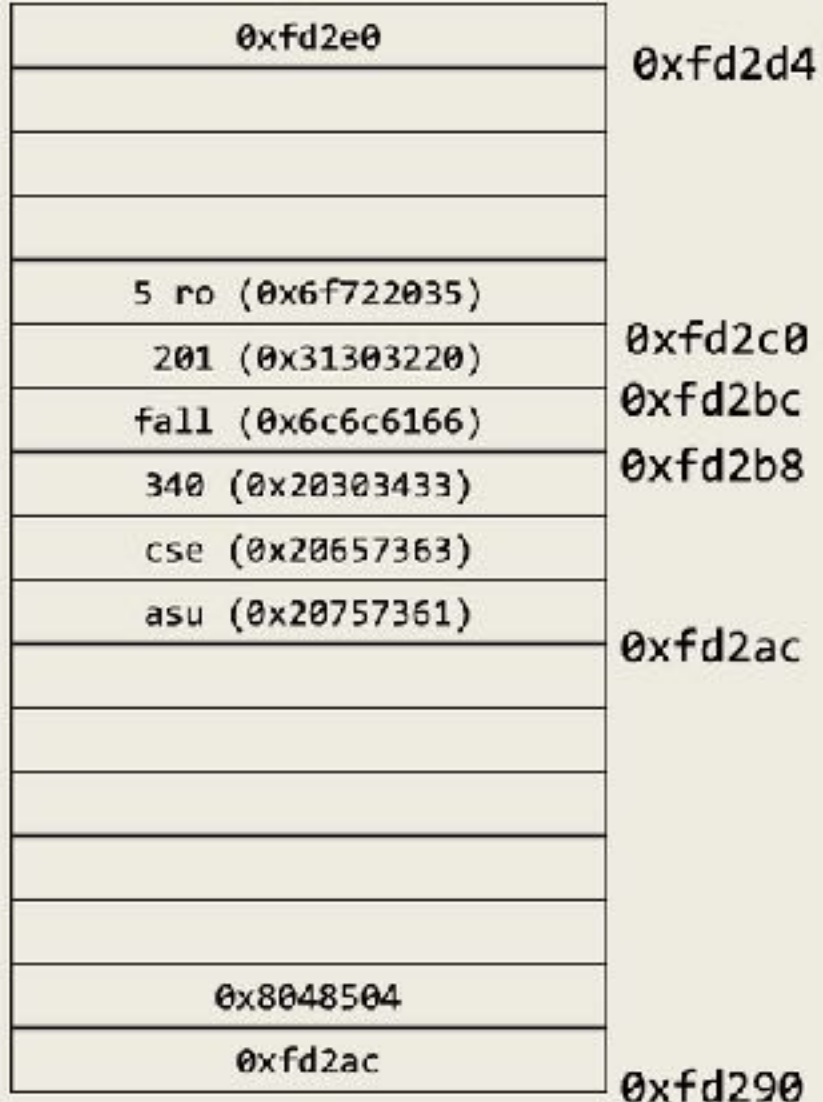 0xfd2e0
0xfd2d4
5 ro (0x6f722035)
0xfd2c0
201 (0x31303220)
0xfd2bc
fall (0x6c6c6166)
0xfd2b8
340 (0x20303433)
cse (0x20657363)
asu (0x20757361)
0xfd2ac
0x8048504
0xfd2ac
0xfd290